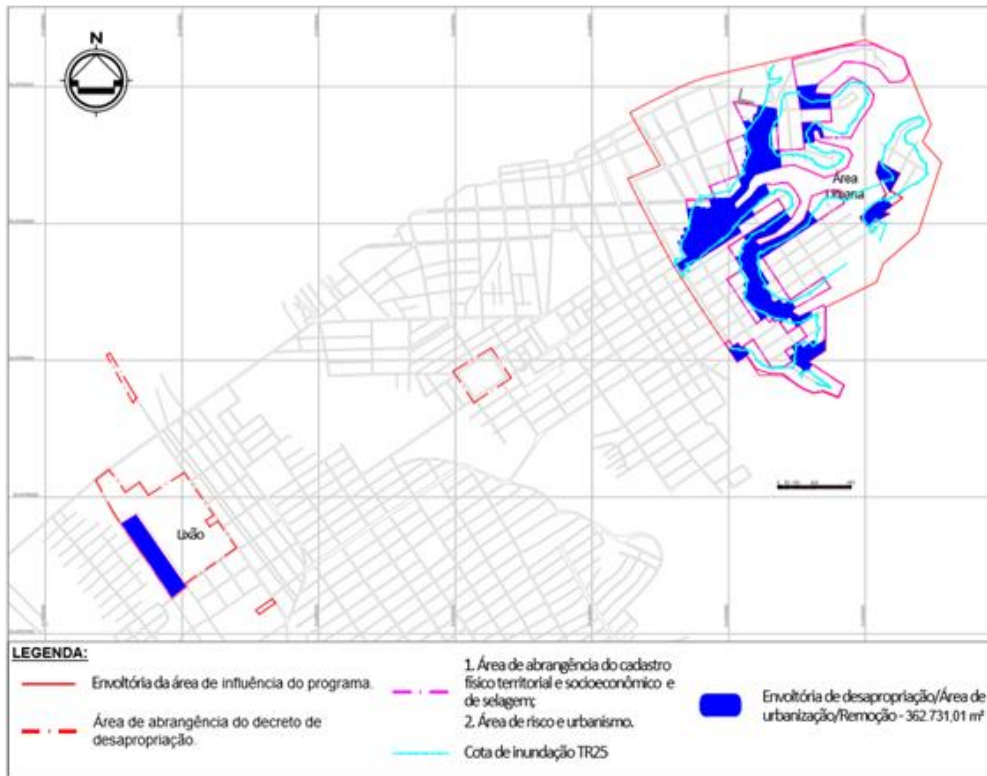 N
Área
Urbana
Lixão
LEGENDA:
Envoltória da área de influência do programa.
Área de abrangência do decreto de
desapropriação.
1. Área de abrangência do cadastro
físico territorial e socioeconômico e
de selagem;
2. Área de risco e urbanismo.
Cota de inundação TR25
Envoltória de desapropriação/Área de
urbanização/Remoção - 362.731,01 m²